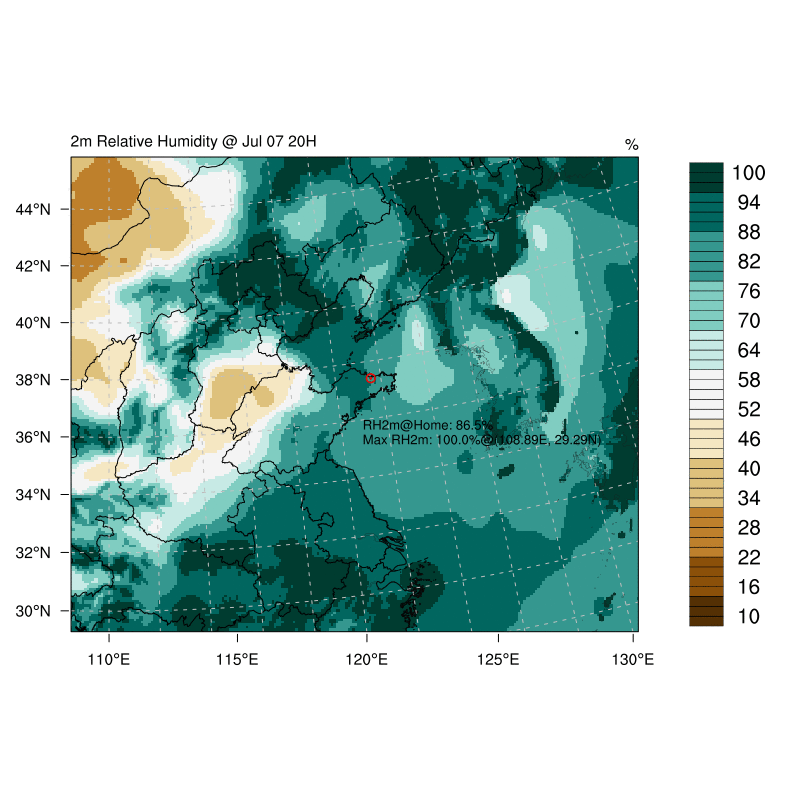 2m Relative Humidity @ Jul 07 20H
%
44°N
42°N
40°N
38°N
36°N
34°N
32°N
30°N
110°E
115°E
120°E
125°E
130°E
RH2m@Home: 86.5%
Max RH2m: 100.0%@(108.89E, 29.29N)
100
94
88
82
76
70
64
58
52
46
40
34
28
22
16
10